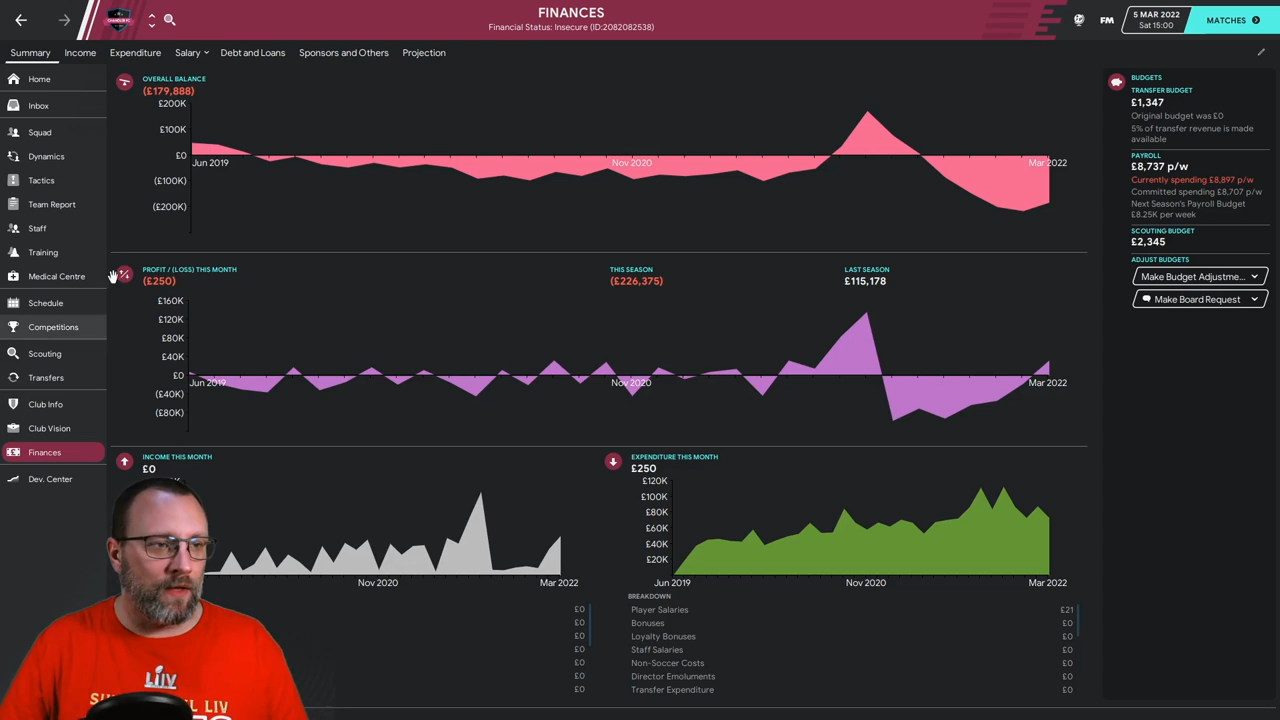 FINANCES
Financial Status: Insecure (ID:2082082538)
FM
5 MAR 2022
Sat 15:00
MATCHES
Summary
Income
Expenditure
Salary
Debt and Loans
Sponsors and Others
Projection
Home
Inbox
Squad
Dynamics
Tactics
Team Report
Staff
Training
Medical Centre
Schedule
Competitions
Scouting
Transfers
Club Info
Club Vision
Finances
Dev. Center
OVERALL BALANCE
(£179,888)
£200K
£100K
£0
(£100K)
(£200K)
Jun 2019
Nov 2020
Mar 2022
PROFIT / (LOSS) THIS MONTH
(£250)
THIS SEASON
(£226,375)
LAST SEASON
£115,178
£160K
£120K
£80K
£40K
£0
(£40K)
(£80K)
Jun 2019
Nov 2020
Mar 2022
INCOME THIS MONTH
£0
Nov 2020
Mar 2022
£0
£0
£0
£0
£0
£0
£0
EXPENDITURE THIS MONTH
£250
£120K
£100K
£80K
£60K
£40K
£20K
Jun 2019
Nov 2020
Mar 2022
BREAKDOWN
Player Salaries £21
Bonuses £0
Loyalty Bonuses £0
Staff Salaries £0
Non-Soccer Costs £0
Director Emoluments £0
Transfer Expenditure £0
BUDGETS
TRANSFER BUDGET
£1,347
Original budget was £0
5% of transfer revenue is made
available
PAYROLL
£8,737 p/w
Currently spending £8,897 p/w
Committed spending £8,707 p/w
Next Season's Payroll Budget
£8.25K per week
SCOUTING BUDGET
£2,345
ADJUST BUDGETS
Make Budget Adjustme...
Make Board Request
LIV